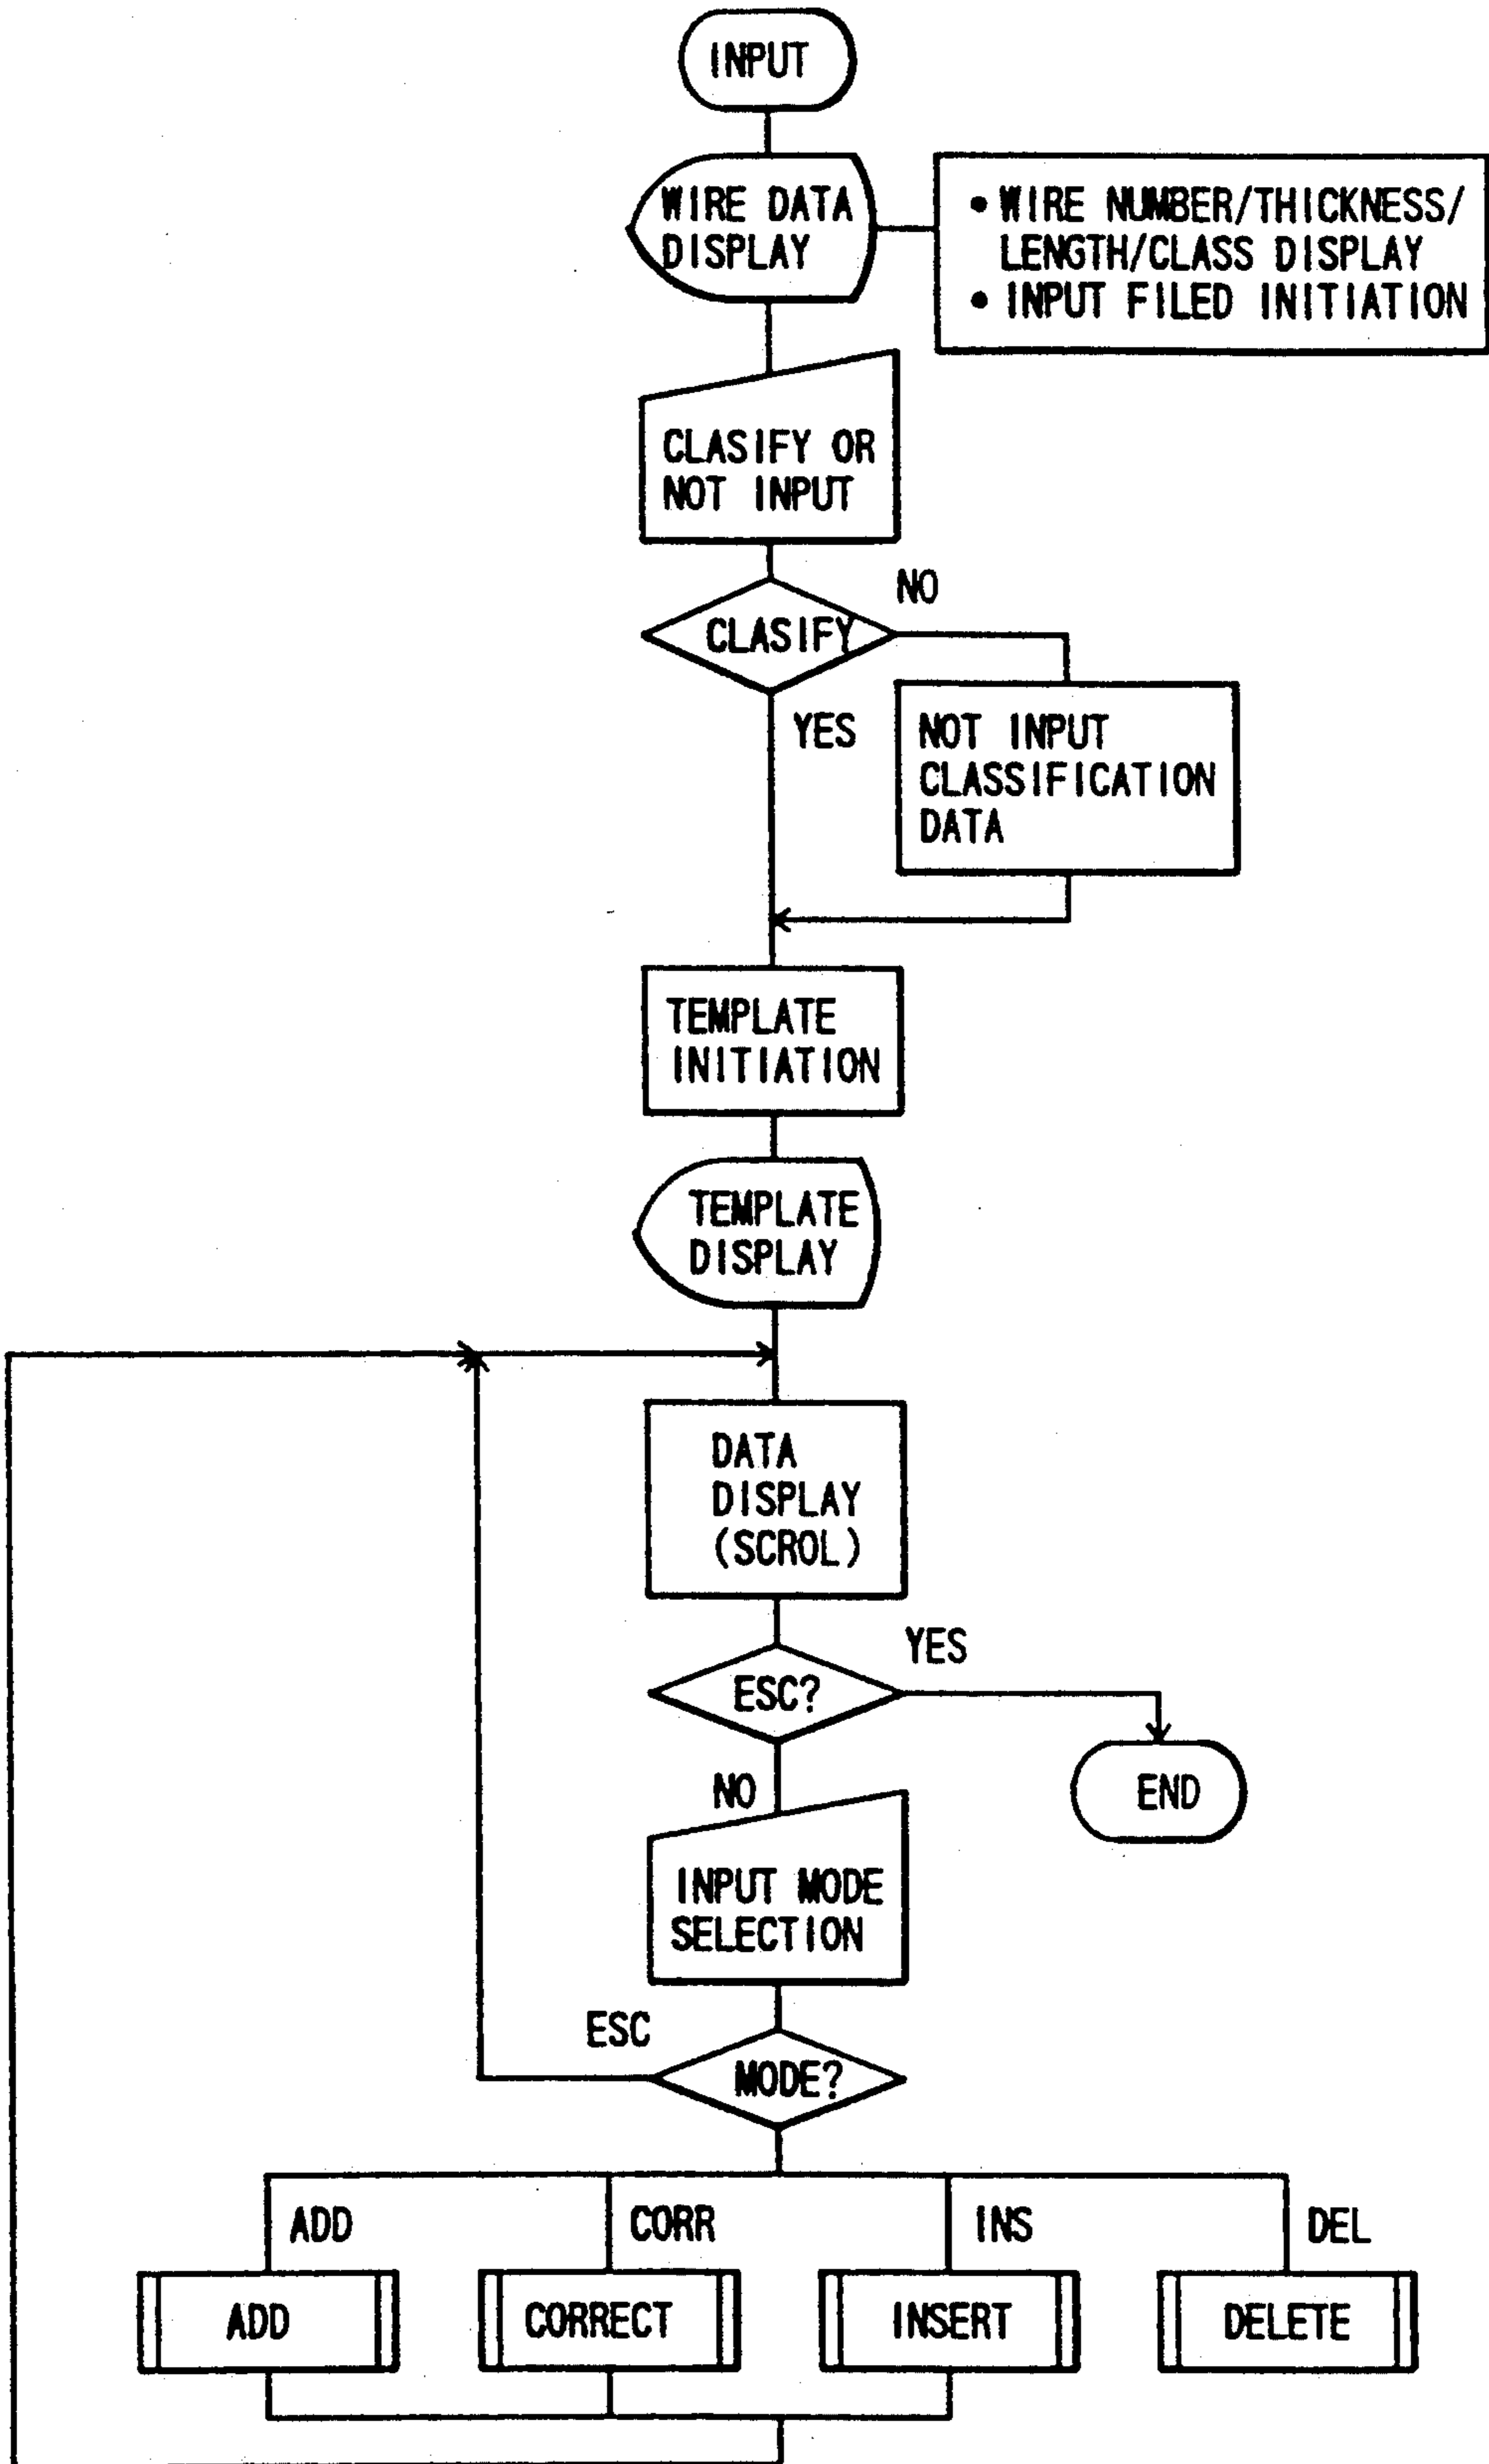 INPUT
WIRE DATA
DISPLAY
• WIRE NUMBER/THICKNESS/
LENGTH/CLASS DISPLAY
• INPUT FILED INITIATION
CLASIFY OR
NOT INPUT
CLASIFY
NO
YES
NOT INPUT
CLASSIFICATION
DATA
TEMPLATE
INITIATION
TEMPLATE
DISPLAY
DATA
DISPLAY
(SCROL)
ESC?
YES
END
NO
INPUT MODE
SELECTION
ESC
MODE?
ADD
CORR
INS
DEL
ADD
CORRECT
INSERT
DELETE